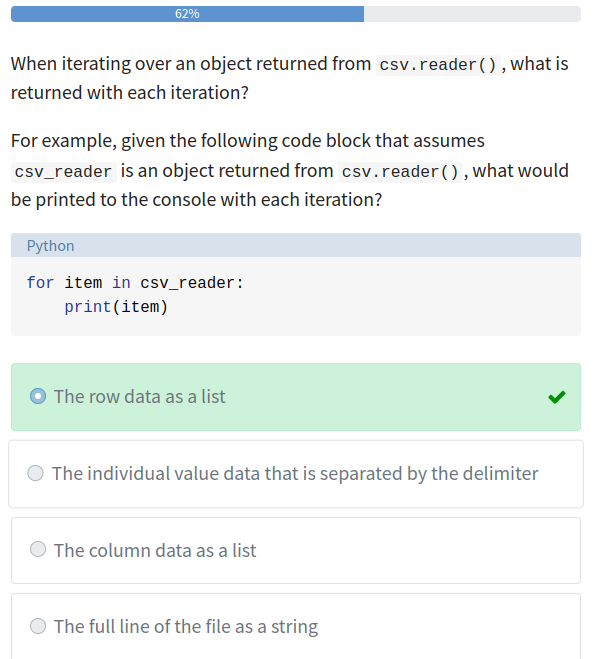 62%
When iterating over an object returned from csv.reader(), what is
returned with each iteration?
For example, given the following code block that assumes
csv_reader is an object returned from csv.reader(), what would
be printed to the console with each iteration?
Python
for item in csv_reader:
    print(item)
The row data as a list
The individual value data that is separated by the delimiter
The column data as a list
The full line of the file as a string